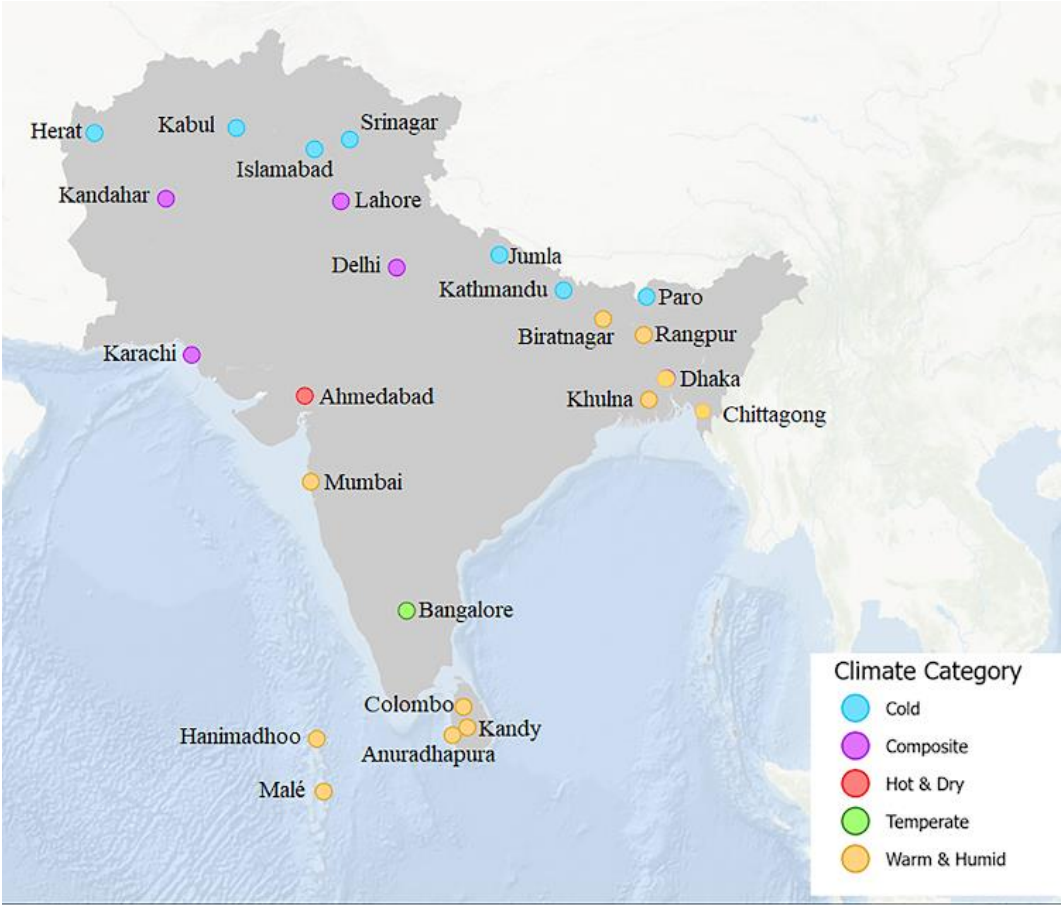 Srinagar
Kabul
Herat
Islamabad
Kandahar
Lahore
Jumla
Delhi
Kathmandu
Paro
Biratnagar
Rangpur
Karachi
Dhaka
Ahmedabad
Khulna
Chittagong
Mumbai
Bangalore
Colombo
Kandy
Hanimadhoo
Anuradhapura
Malé
Climate Category
Cold
Composite
Hot & Dry
Temperate
Warm & Humid